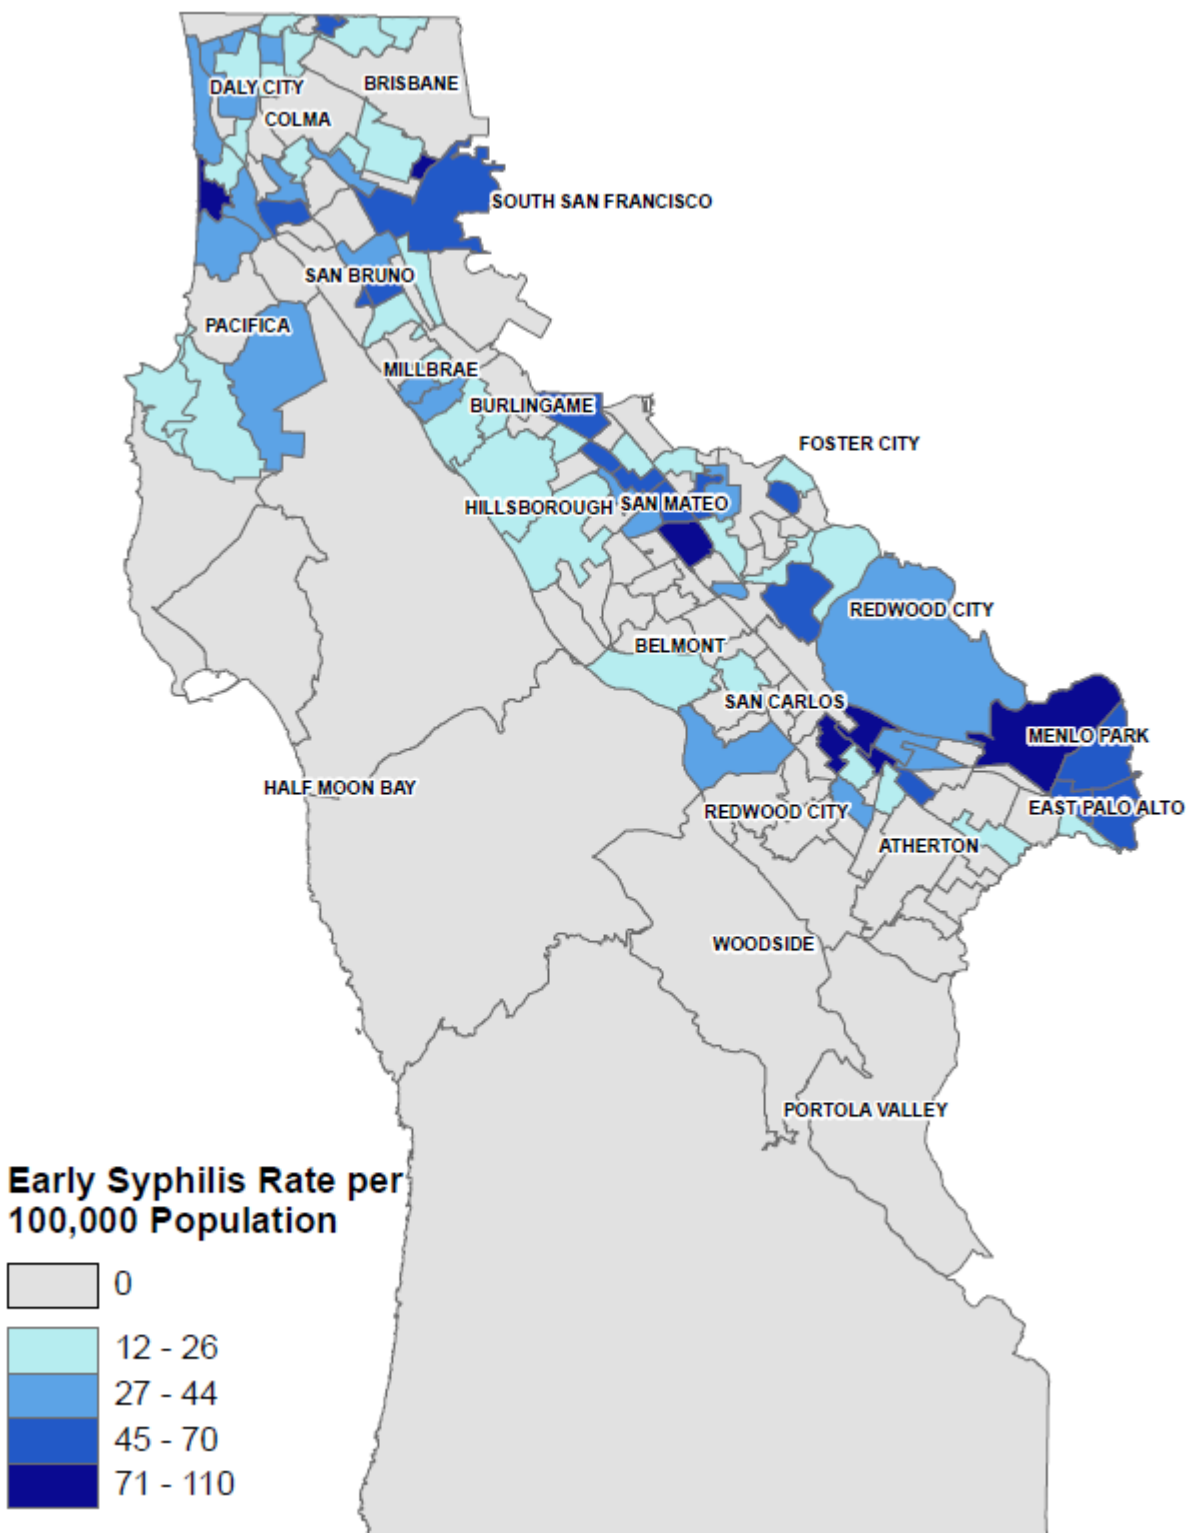 DALY CITY
BRISBANE
COLMA
SOUTH SAN FRANCISCO
SAN BRUNO
PACIFICA
MILLBRAE
BURLINGAME
FOSTER CITY
HILLSBOROUGH
SAN MATEO
REDWOOD CITY
BELMONT
SAN CARLOS
MENLO PARK
HALF MOON BAY
REDWOOD CITY
EAST PALO ALTO
ATHERTON
WOODSIDE
PORTOLA VALLEY
Early Syphilis Rate per
100,000 Population
0
12 - 26
27 - 44
45 - 70
71 - 110